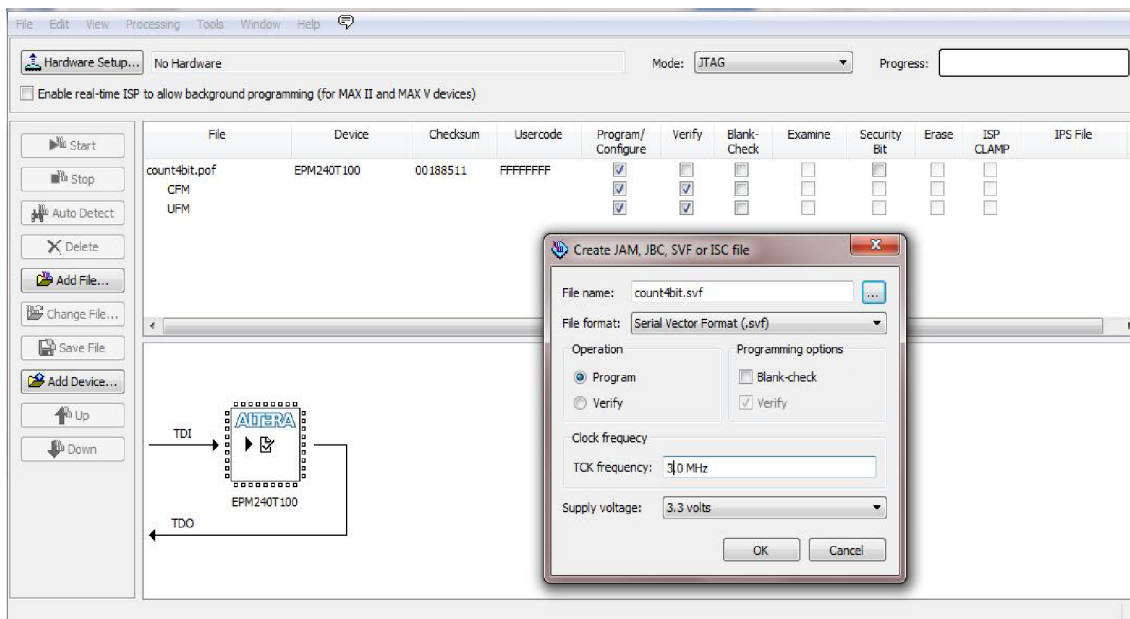 File Edit View Processing Tools Window Help
Hardware Setup... No Hardware Mode: JTAG Progress:
Enable real-time ISP to allow background programming (for MAX II and MAX V devices)
File Device Checksum Usercode Program/ Configure Verify Blank- Check Examine Security Bit Erase ISP CLAMP IPS File
count4bit.pof EPM240T100 00188511 FFFFFFFF
CFM
UFM
Start
Stop
Auto Detect
Delete
Add File...
Change File...
Save File
Add Device...
Up
Down
TDI
ALTERA
EPM240T100
TDO
Create JAM, JBC, SVF or ISC file
File name: count4bit.svf ...
File format: Serial Vector Format (.svf)
Operation Programming options
Program Blank-check
Verify Verify
Clock frequecy
TCK frequency: 3.0 MHz
Supply voltage: 3.3 volts
OK Cancel